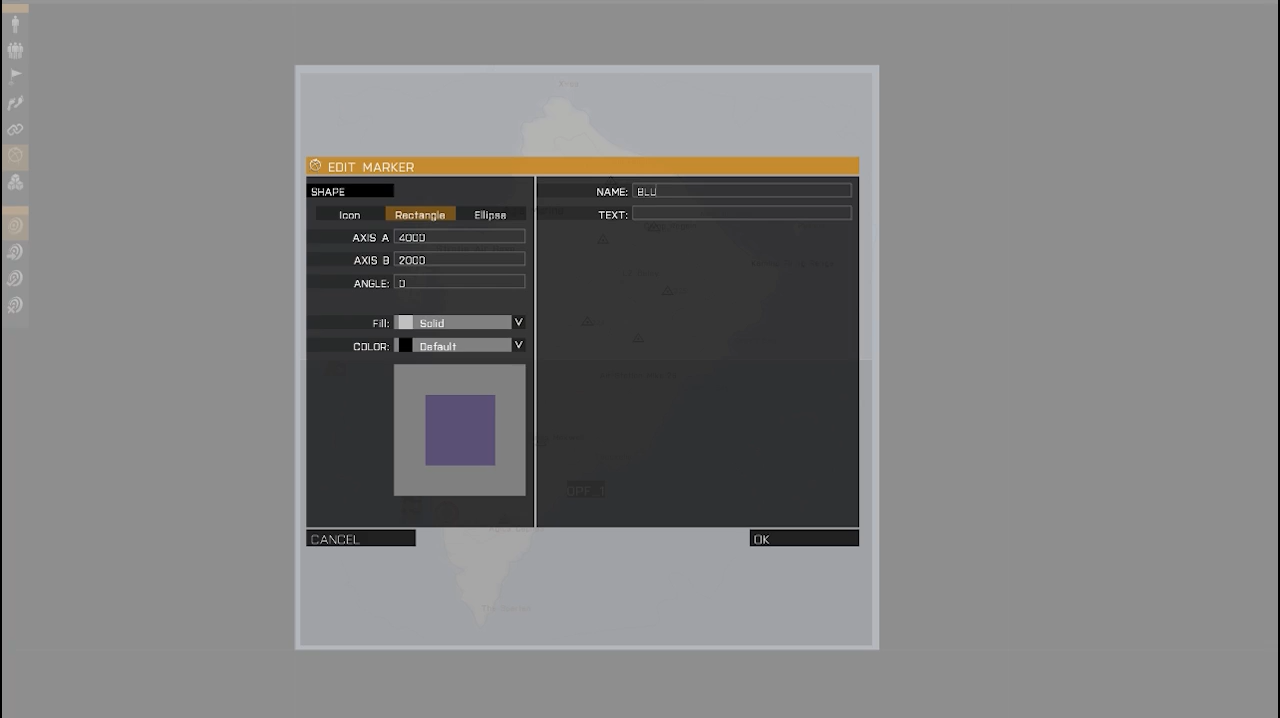 EDIT MARKER
SHAPE
Icon Rectangle Ellipse
AXIS A 4000
AXIS B 2000
ANGLE: 0
Fill: Solid V
COLOR: Default V
NAME: BLU
TEXT:
OPF_1
CANCEL
OK